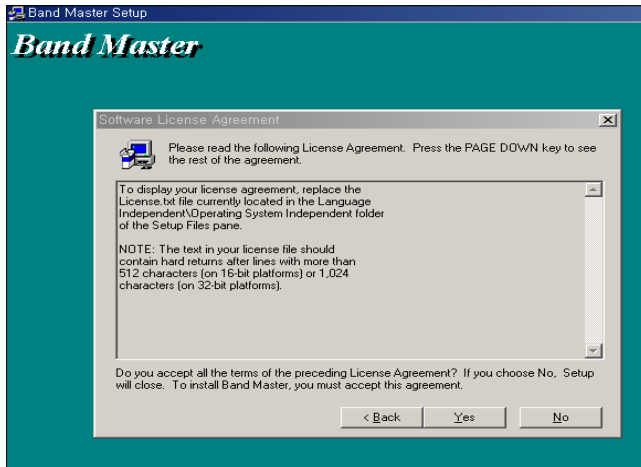 Band Master Setup
Band Master
Software License Agreement
Please read the following License Agreement. Press the PAGE DOWN key to see
the rest of the agreement.
To display your license agreement, replace the
License.txt file currently located in the Language
Independent\Operating System Independent folder
of the Setup Files pane.
NOTE: The text in your license file should
contain hard returns after lines with more than
512 characters (on 16-bit platforms) or 1,024
characters (on 32-bit platforms).
Do you accept all the terms of the preceding License Agreement? If you choose No, Setup
will close. To install Band Master, you must accept this agreement.
< Back
Yes
No